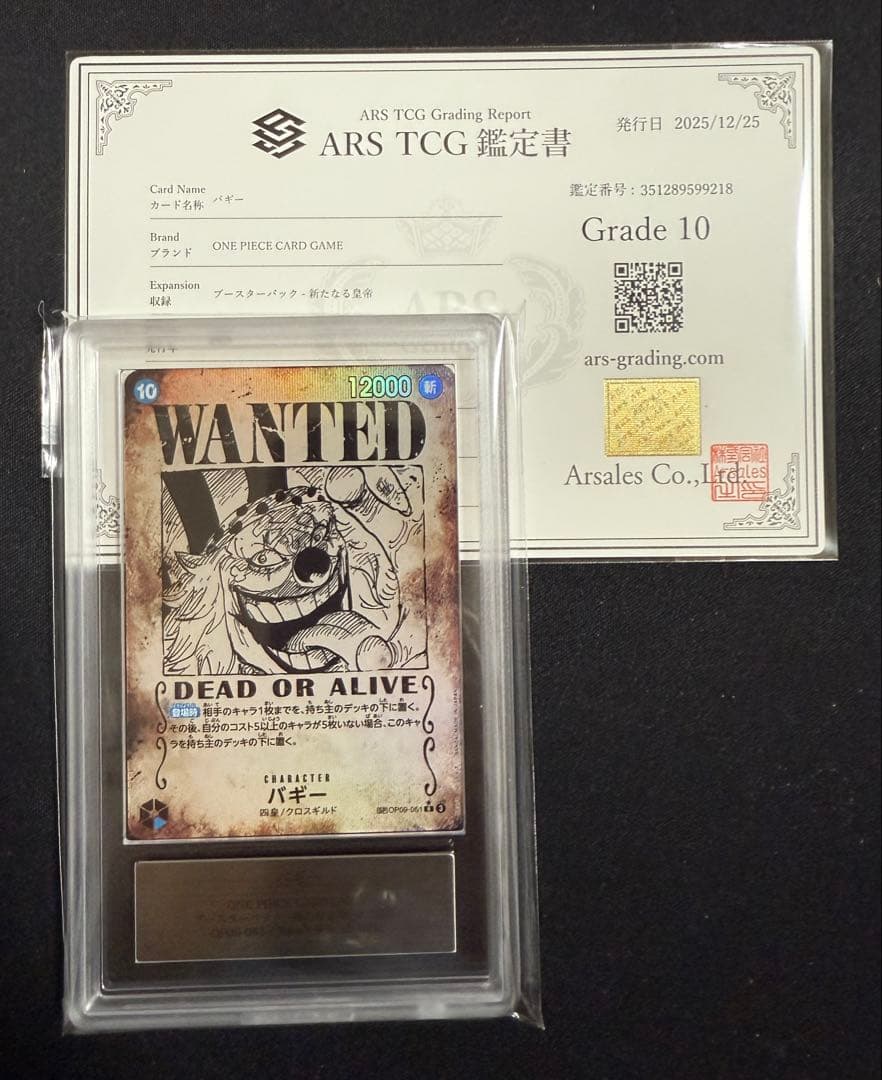 ARS TCG Grading Report
ARS TCG 鑑定書
発行日 2025/12/25
Card Name
カード名称 バギー
鑑定番号 : 351289599218
Grade 10
Brand
ブランド ONE PIECE CARD GAME
Expansion
収録 ブースターパック - 新たなる皇帝
発行年
ars-grading.com
Arsales Co.,Ltd.
10
12000 斬
WANTED
DEAD OR ALIVE
登場時 相手のキャラ1枚までを、持ち主のデッキの下に置く。
その後、自分のコスト5以上のキャラが5枚いない場合、このキャ
ラを持ち主のデッキの下に置く。
CHARACTER
バギー
四皇/クロスギルド
OP09-051 R 3